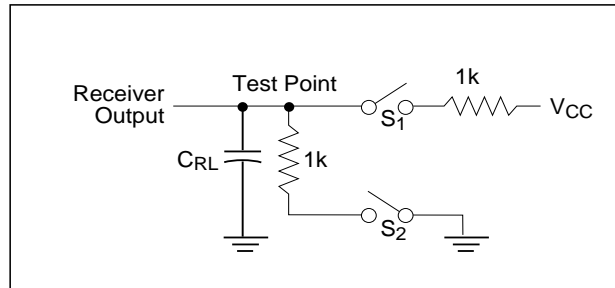 Receiver
Output
Test Point
1k
S1
VCC
CRL
1k
S2